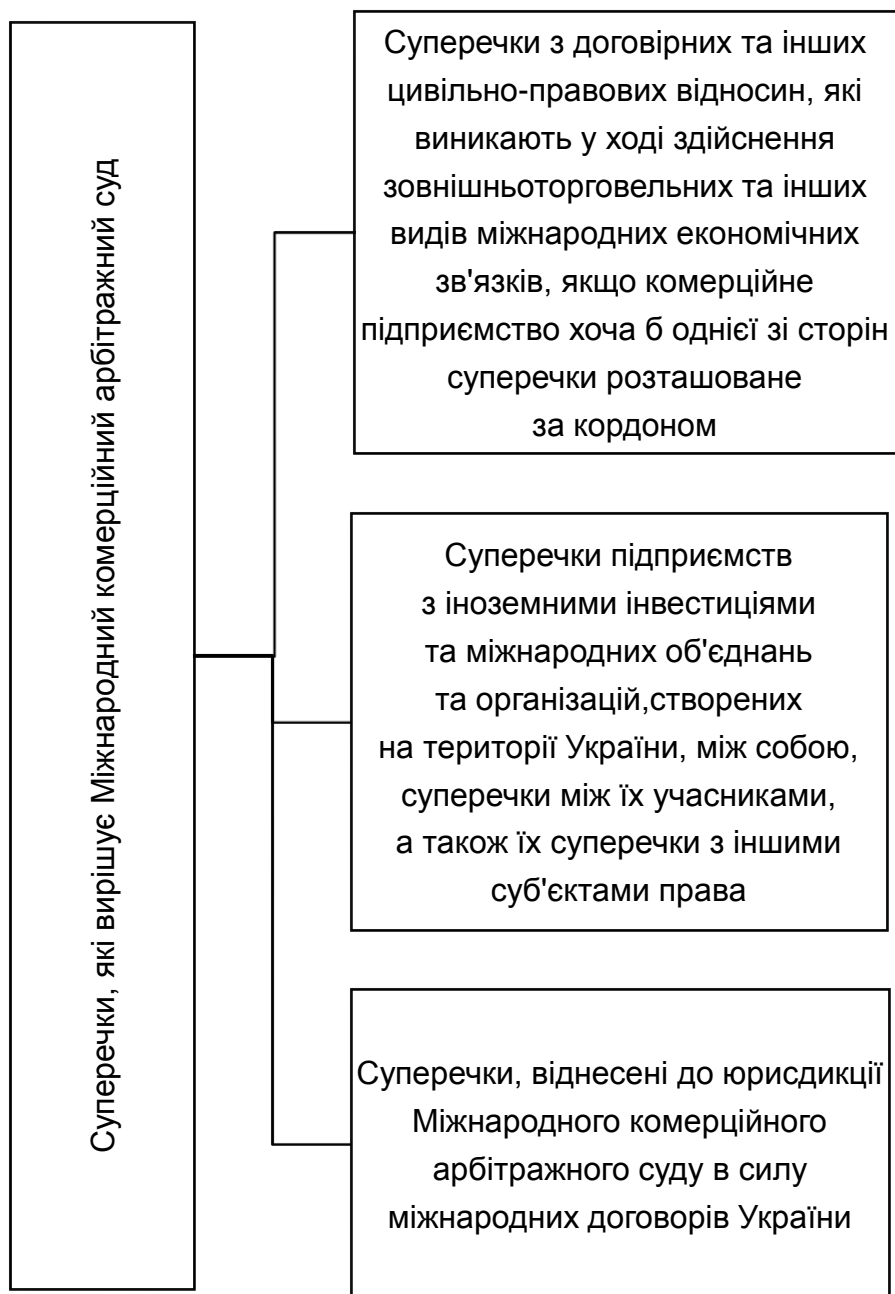 Суперечки, які вирішує Міжнародний комерційний арбітражний суд
Суперечки з договірних та інших
цивільно-правових відносин, які
виникають у ході здійснення
зовнішньоторговельних та інших
видів міжнародних економічних
зв'язків, якщо комерційне
підприємство хоча б однієї зі сторін
суперечки розташоване
за кордоном
Суперечки підприємств
з іноземними інвестиціями
та міжнародних об'єднань
та організацій,створених
на території України, між собою,
суперечки між їх учасниками,
а також їх суперечки з іншими
суб'єктами права
Суперечки, віднесені до юрисдикції
Міжнародного комерційного
арбітражного суду в силу
міжнародних договорів України